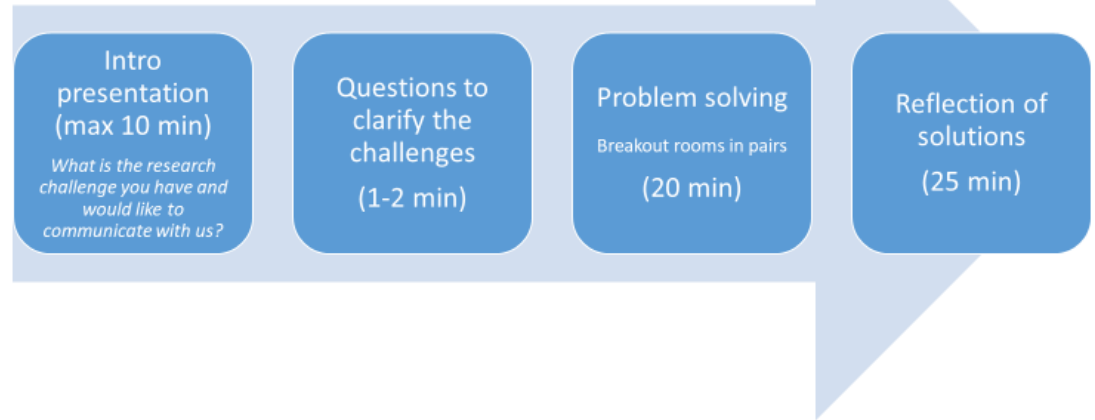 Intro
presentation
(max 10 min)
What is the research
challenge you have and
would like to
communicate with us?
Questions to
clarify the
challenges
(1-2 min)
Problem solving
Breakout rooms in pairs
(20 min)
Reflection of
solutions
(25 min)